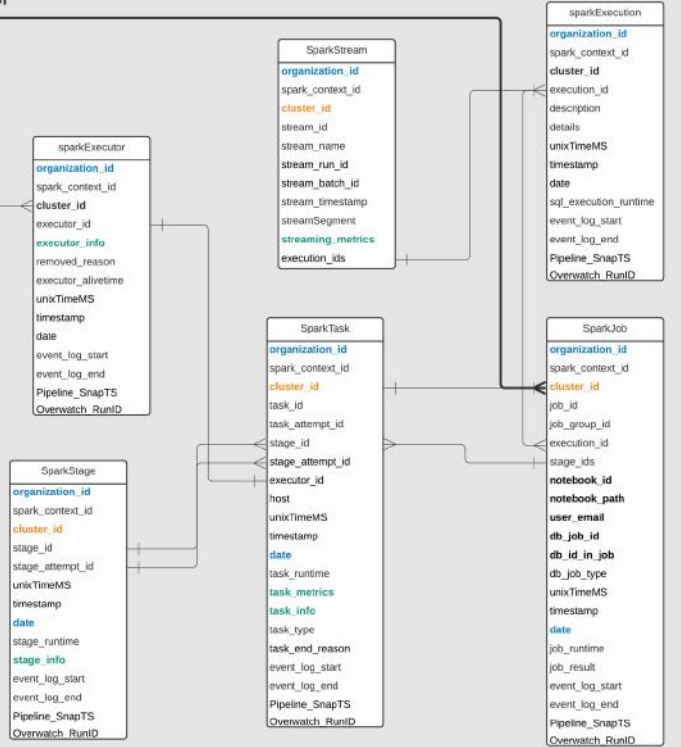 sparkExecution
organization_id
spark_context_id
cluster_id
execution_id
description
details
unixTimeMS
timestamp
date
sql_execution_runtime
event_log_start
event_log_end
Pipeline_SnapTS
Overwatch_RunID
SparkStream
organization_id
spark_context_id
cluster_id
stream_id
stream_name
stream_run_id
stream_batch_id
stream_timestamp
streamSegment
streaming_metrics
execution_ids
sparkExecutor
organization_id
spark_context_id
cluster_id
executor_id
executor_info
removed_reason
executor_alivetime
unixTimeMS
timestamp
date
event_log_start
event_log_end
Pipeline_SnapTS
Overwatch_RunID
SparkTask
organization_id
spark_context_id
cluster_id
task_id
task_attempt_id
stage_id
stage_attempt_id
executor_id
host
unixTimeMS
timestamp
date
task_runtime
task_metrics
task_info
task_type
task_end_reason
event_log_start
event_log_end
Pipeline_SnapTS
Overwatch_RunID
SparkJob
organization_id
spark_context_id
cluster_id
job_id
job_group_id
execution_id
stage_ids
notebook_id
notebook_path
user_email
db_job_id
db_id_in_job
db_job_type
unixTimeMS
timestamp
date
job_runtime
job_result
event_log_start
event_log_end
Pipeline_SnapTS
Overwatch_RunID
SparkStage
organization_id
spark_context_id
cluster_id
stage_id
stage_attempt_id
unixTimeMS
timestamp
date
stage_runtime
stage_info
event_log_start
event_log_end
Pipeline_SnapTS
Overwatch_RunID